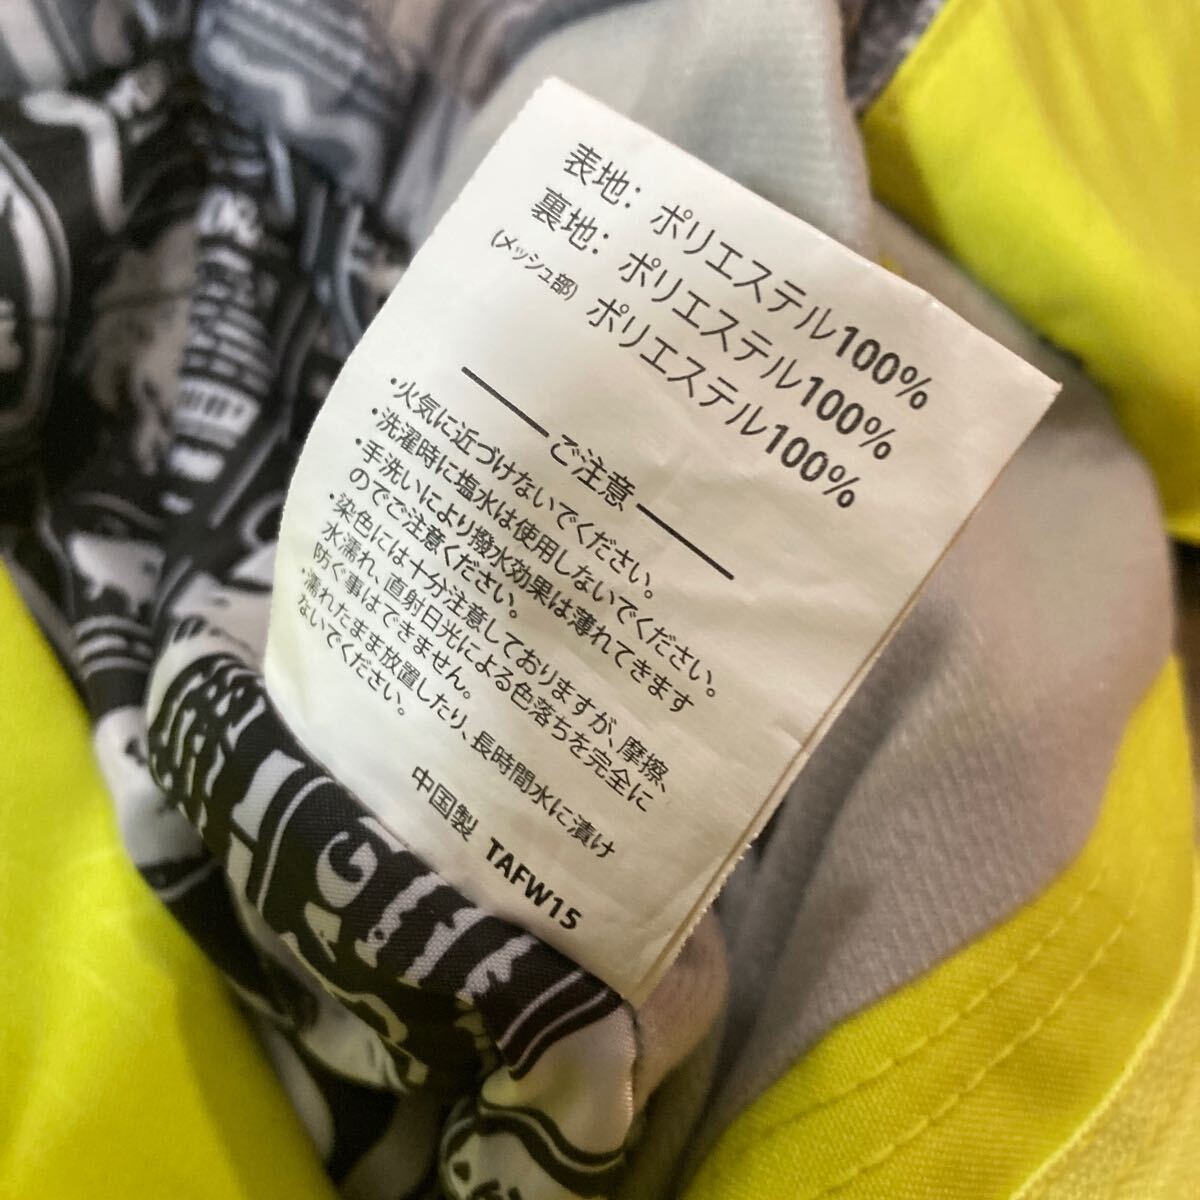 表地: ポリエステル100%
裏地: ポリエステル100%
(メッシュ部) ポリエステル100%
ご注意
・火気に近づけないでください。
・洗濯時に塩水は使用しないでください。
・手洗いにより撥水効果は薄れてきます
のでご注意ください。
・染色には十分注意しておりますが、摩擦、
水濡れ、直射日光による色落ちを完全に
防ぐ事はできません。
・濡れたまま放置したり、長時間水に漬け
ないでください。
中国製 TAFW15